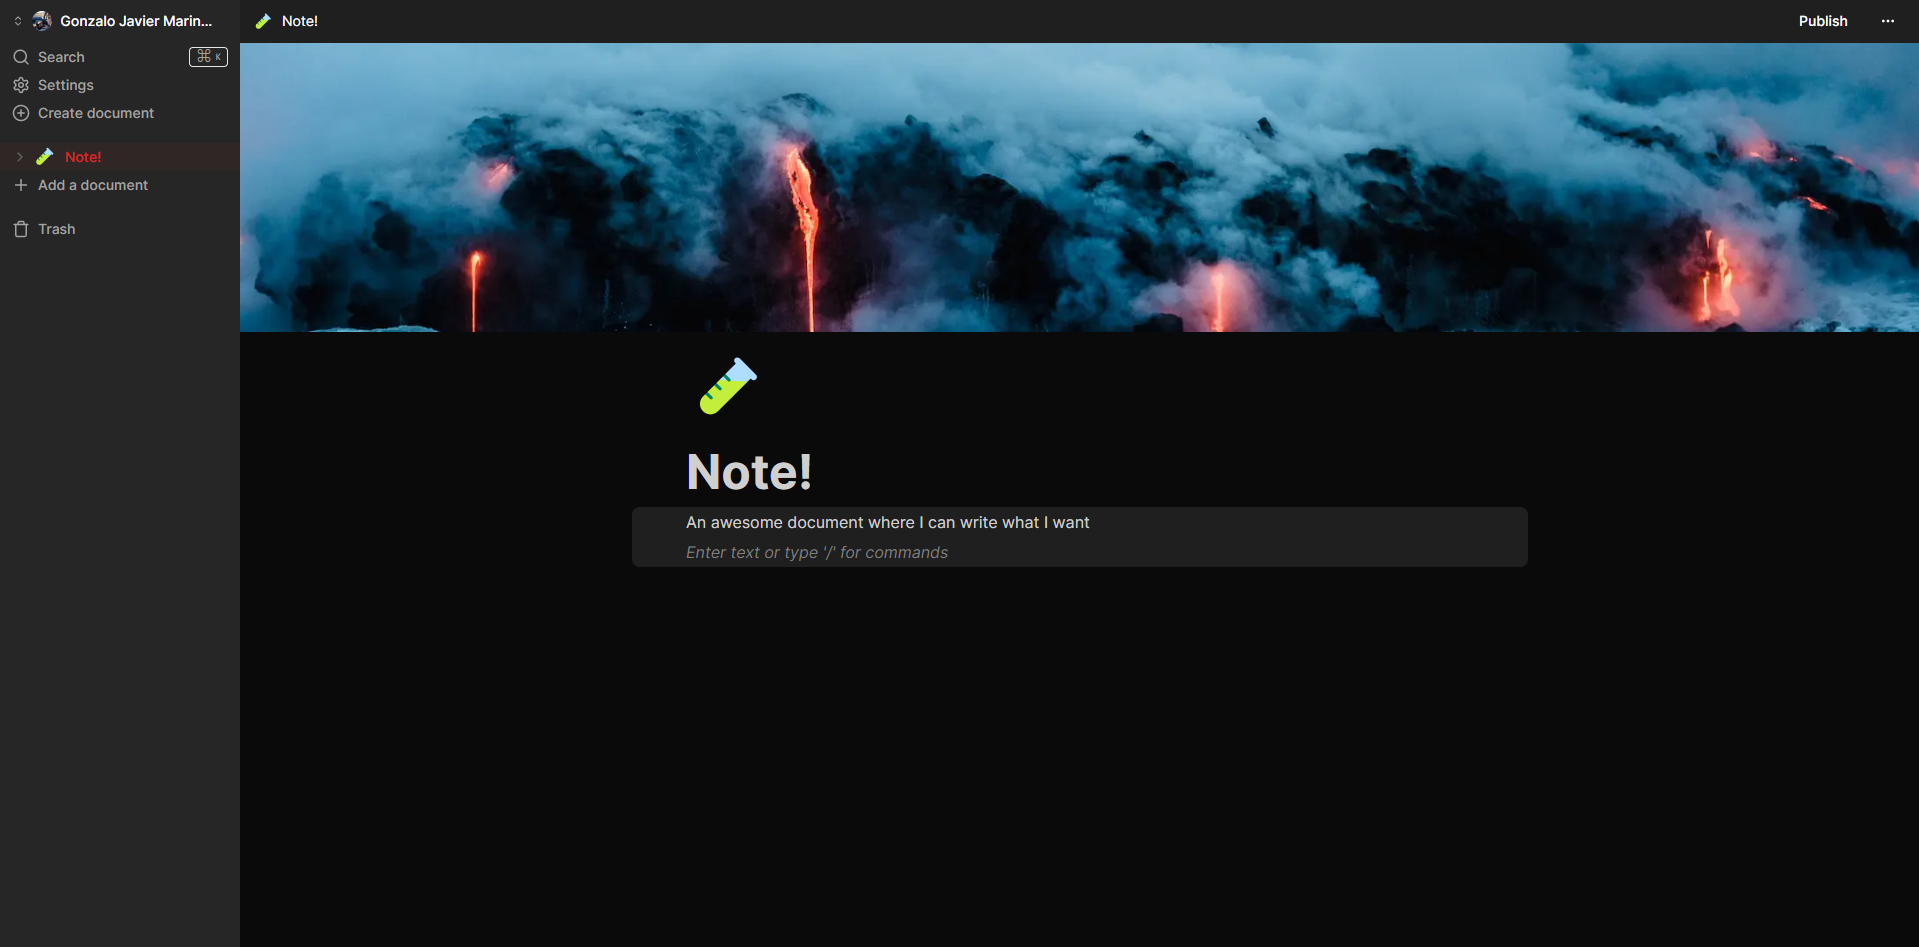 Gonzalo Javier Marin...
Search ⌘ K
Settings
Create document
Note!
Add a document
Trash
Note!
Publish
Note!
An awesome document where I can write what I want
Enter text or type '/' for commands